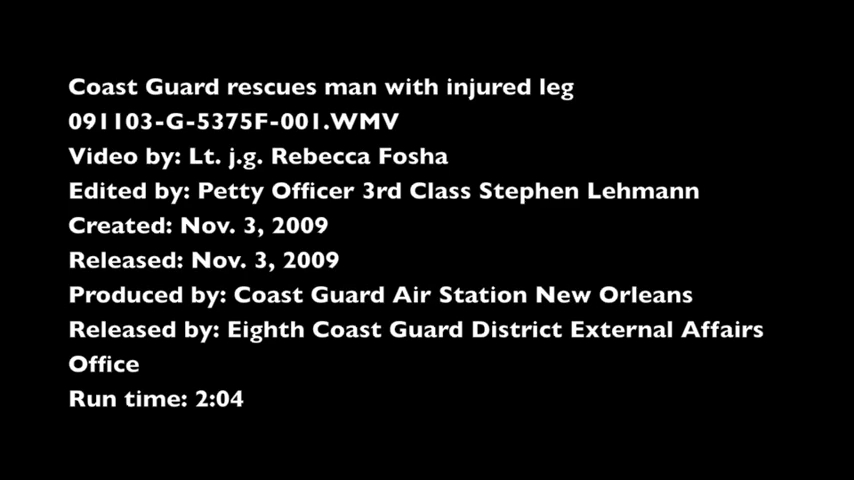 Coast Guard rescues man with injured leg
091103-G-5375F-001.WMV
Video by: Lt. j.g. Rebecca Fosha
Edited by: Petty Officer 3rd Class Stephen Lehmann
Created: Nov. 3, 2009
Released: Nov. 3, 2009
Produced by: Coast Guard Air Station New Orleans
Released by: Eighth Coast Guard District External Affairs
Office
Run time: 2:04